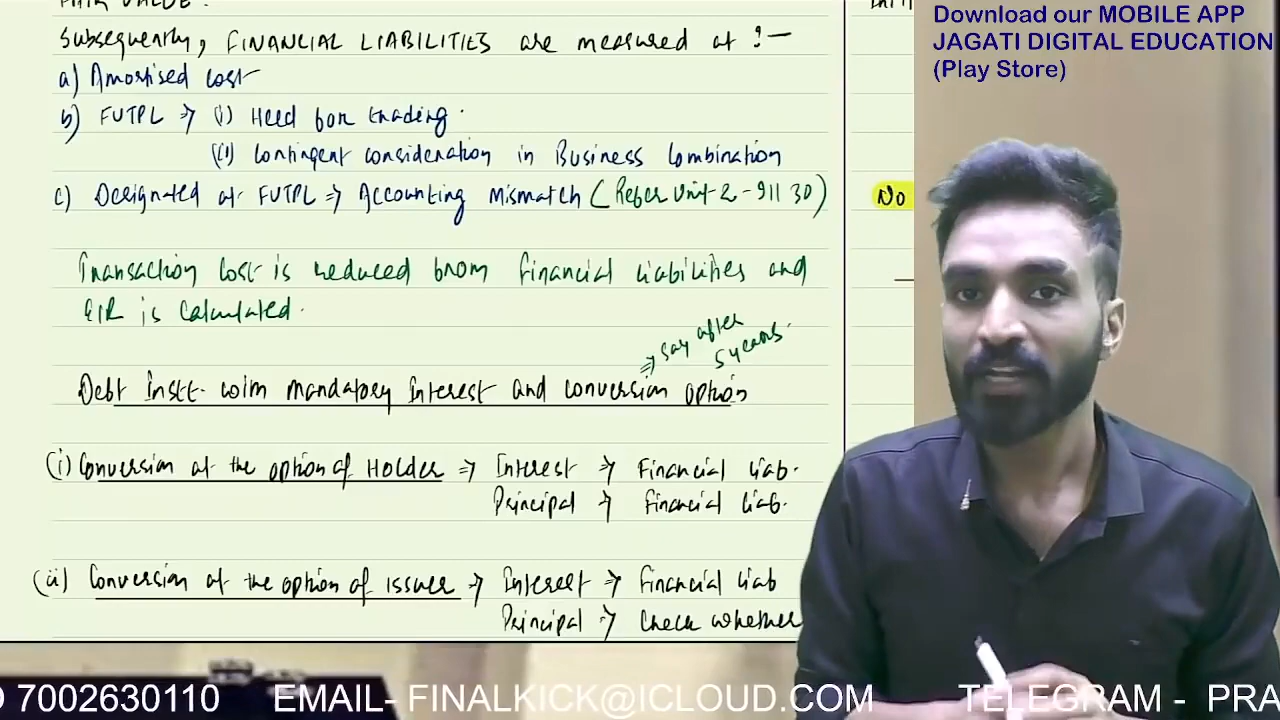 Subsequently, FINANCIAL LIABILITIES are measured at :-
a) Amortised cost
b) FVTPL => (i) Held for trading.
(ii) Contingent consideration in Business Combination
c) Designated at FVTPL => Accounting Mismatch (Refer Unit-2-911 30)
Transaction cost is reduced from financial liabilities and
EIR is calculated.
=> say after
5 years.
Debt Instt. with mandatory Interest and conversion option
(i) Conversion at the option of Holder => Interest => Financial liab.
Principal => Financial liab.
(ii) Conversion at the option of issuer => Interest => Financial liab
Principal => Check whether
No
Download our MOBILE APP
JAGATI DIGITAL EDUCATION
(Play Store)
7002630110 EMAIL- FINALKICK@ICLOUD.COM TELEGRAM - PRA